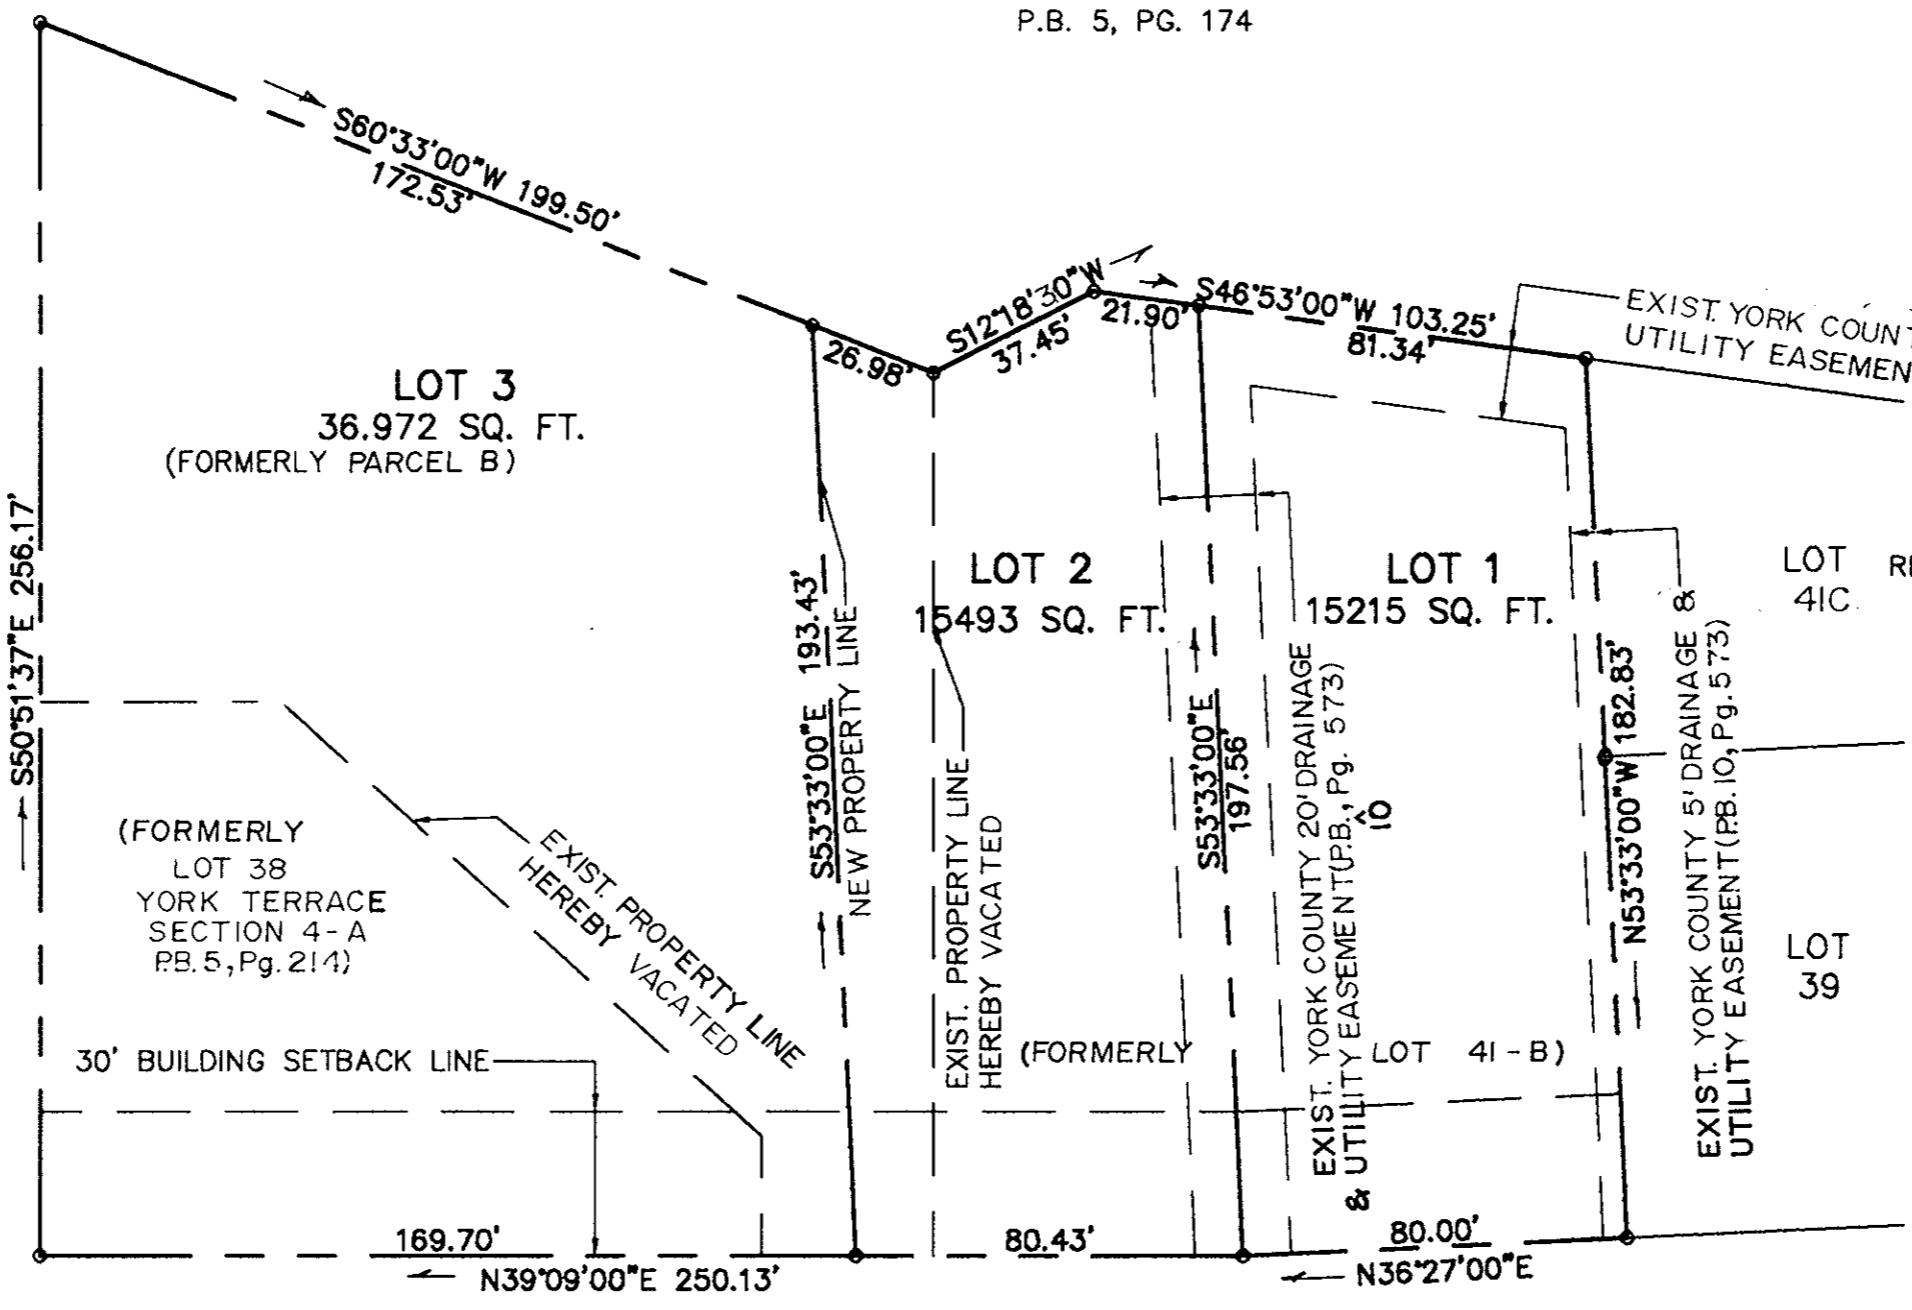 P.B. 5, PG. 174
S60°33'00"W 199.50'
172.53'
26.98'
S12°18'30"W
37.45'
21.90'
S46°53'00"W 103.25'
81.34'
EXIST. YORK COUNT
UTILITY EASEMEN
LOT 3
36.972 SQ. FT.
(FORMERLY PARCEL B)
S50°51'37"E 256.17'
LOT 2
15493 SQ. FT.
LOT 1
15215 SQ. FT.
LOT
41C
S53°33'00"E 193.43'
NEW PROPERTY LINE
EXIST. PROPERTY LINE
HEREBY VACATED
S53°33'00"E
197.56'
EXIST. YORK COUNTY 20' DRAINAGE
& UTILITY EASEMENT(P.B., Pg. 573)
10
N53°33'00"W 182.83'
EXIST. YORK COUNTY 5' DRAINAGE &
UTILITY EASEMENT(P.B.10, Pg.573)
(FORMERLY
LOT 38
YORK TERRACE
SECTION 4-A
P.B. 5, Pg. 214)
EXIST. PROPERTY LINE
HEREBY VACATED
LOT
39
30' BUILDING SETBACK LINE
(FORMERLY LOT 41-B)
169.70'
80.43'
80.00'
N39°09'00"E 250.13'
N36°27'00"E